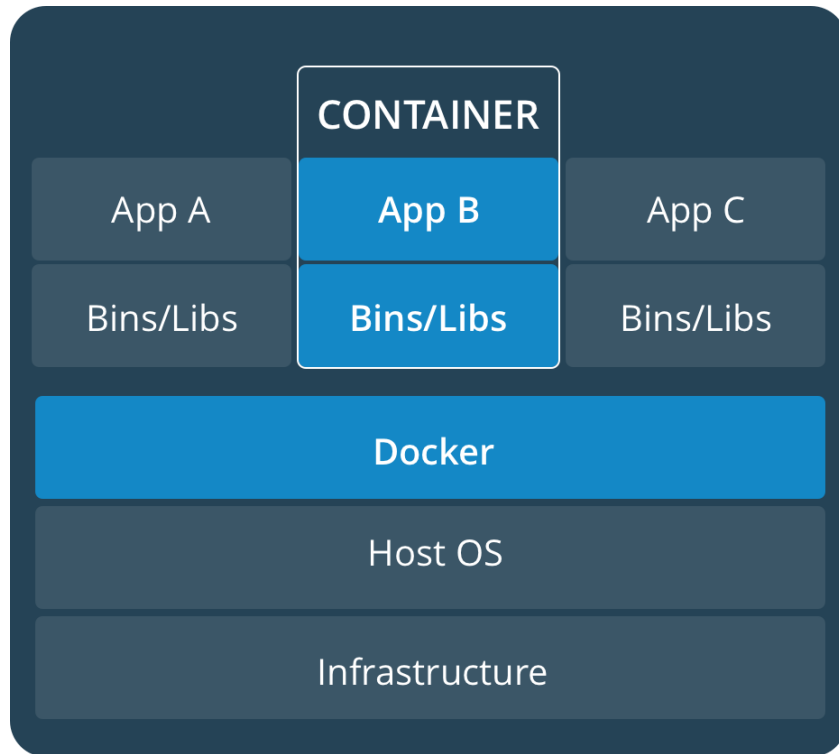 CONTAINER
App A
App B
App C
Bins/Libs
Bins/Libs
Bins/Libs
Docker
Host OS
Infrastructure